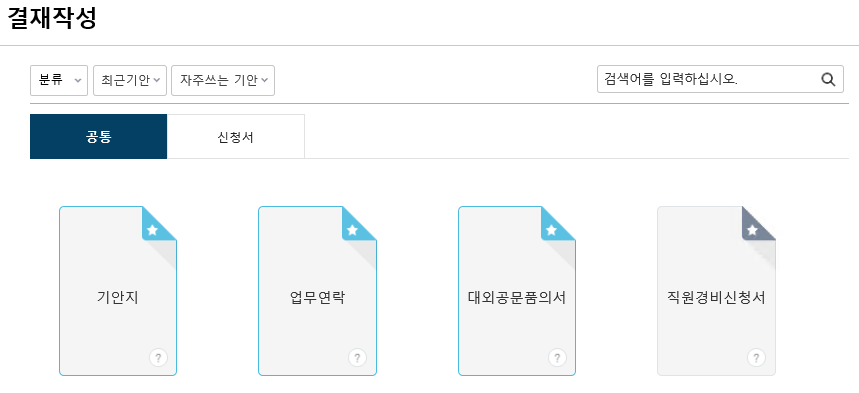 결재작성
분류 최근기안 자주쓰는 기안 검색어를 입력하십시오.
공통 신청서
기안지 업무연락 대외공문품의서 직원경비신청서
? ? ? ?